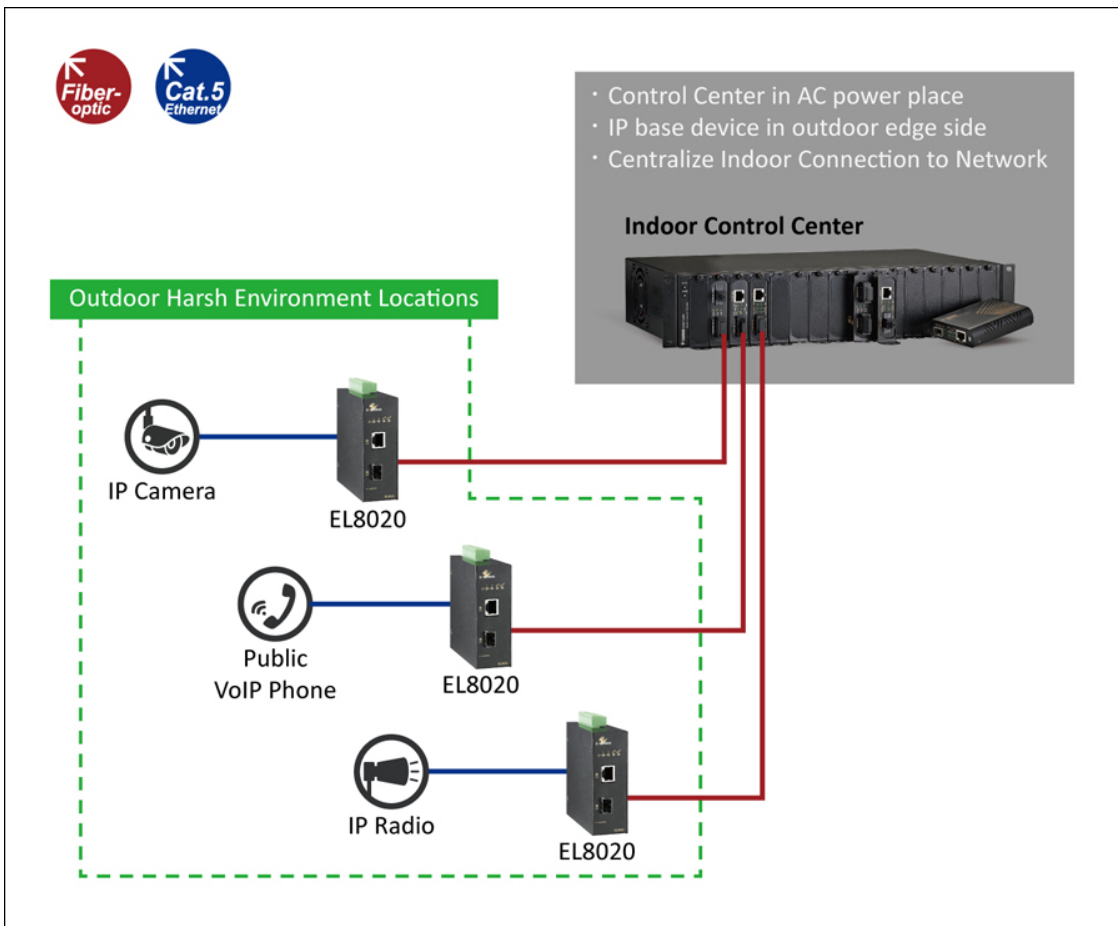 Fiber-
optic
Cat.5
Ethernet
· Control Center in AC power place
· IP base device in outdoor edge side
· Centralize Indoor Connection to Network
Indoor Control Center
Outdoor Harsh Environment Locations
IP Camera
EL8020
Public
VoIP Phone
EL8020
IP Radio
EL8020